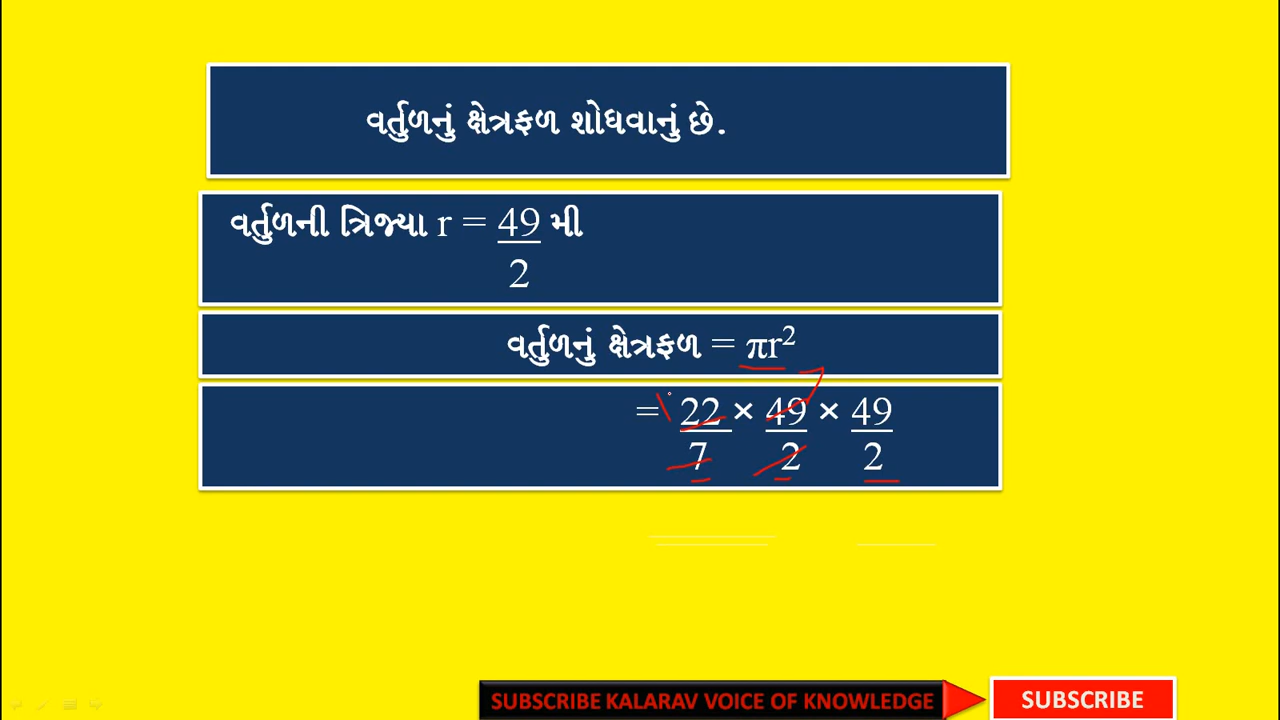 વર્તુળનું ક્ષેત્રફળ શોધવાનું છે.
વર્તુળની ત્રિજ્યા r = 49/2 મી
વર્તુળનું ક્ષેત્રફળ = πr²
= 22/7 × 49/2 × 49/2
SUBSCRIBE KALARAV VOICE OF KNOWLEDGE
SUBSCRIBE